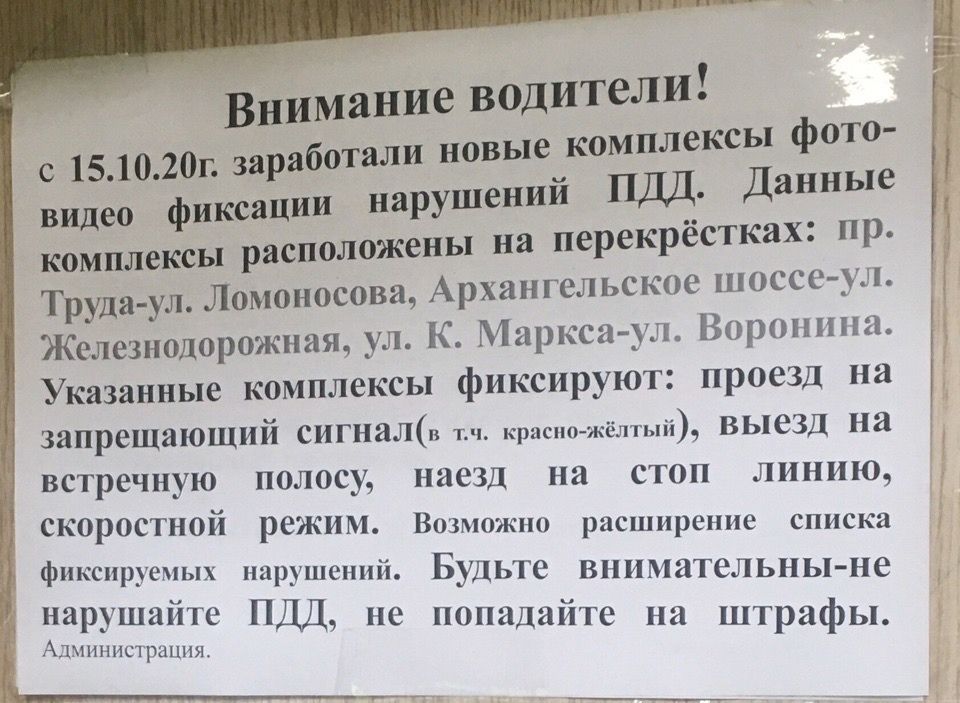 Внимание водители!
с 15.10.20г. заработали новые комплексы фото-
видео фиксации нарушений ПДД. Данные
комплексы расположены на перекрёстках: пр.
Труда-ул. Ломоносова, Архангельское шоссе-ул.
Железнодорожная, ул. К. Маркса-ул. Воронина.
Указанные комплексы фиксируют: проезд на
запрещающий сигнал(в т.ч. красно-жёлтый), выезд на
встречную полосу, наезд на стоп линию,
скоростной режим. Возможно расширение списка
фиксируемых нарушений. Будьте внимательны-не
нарушайте ПДД, не попадайте на штрафы.
Администрация.